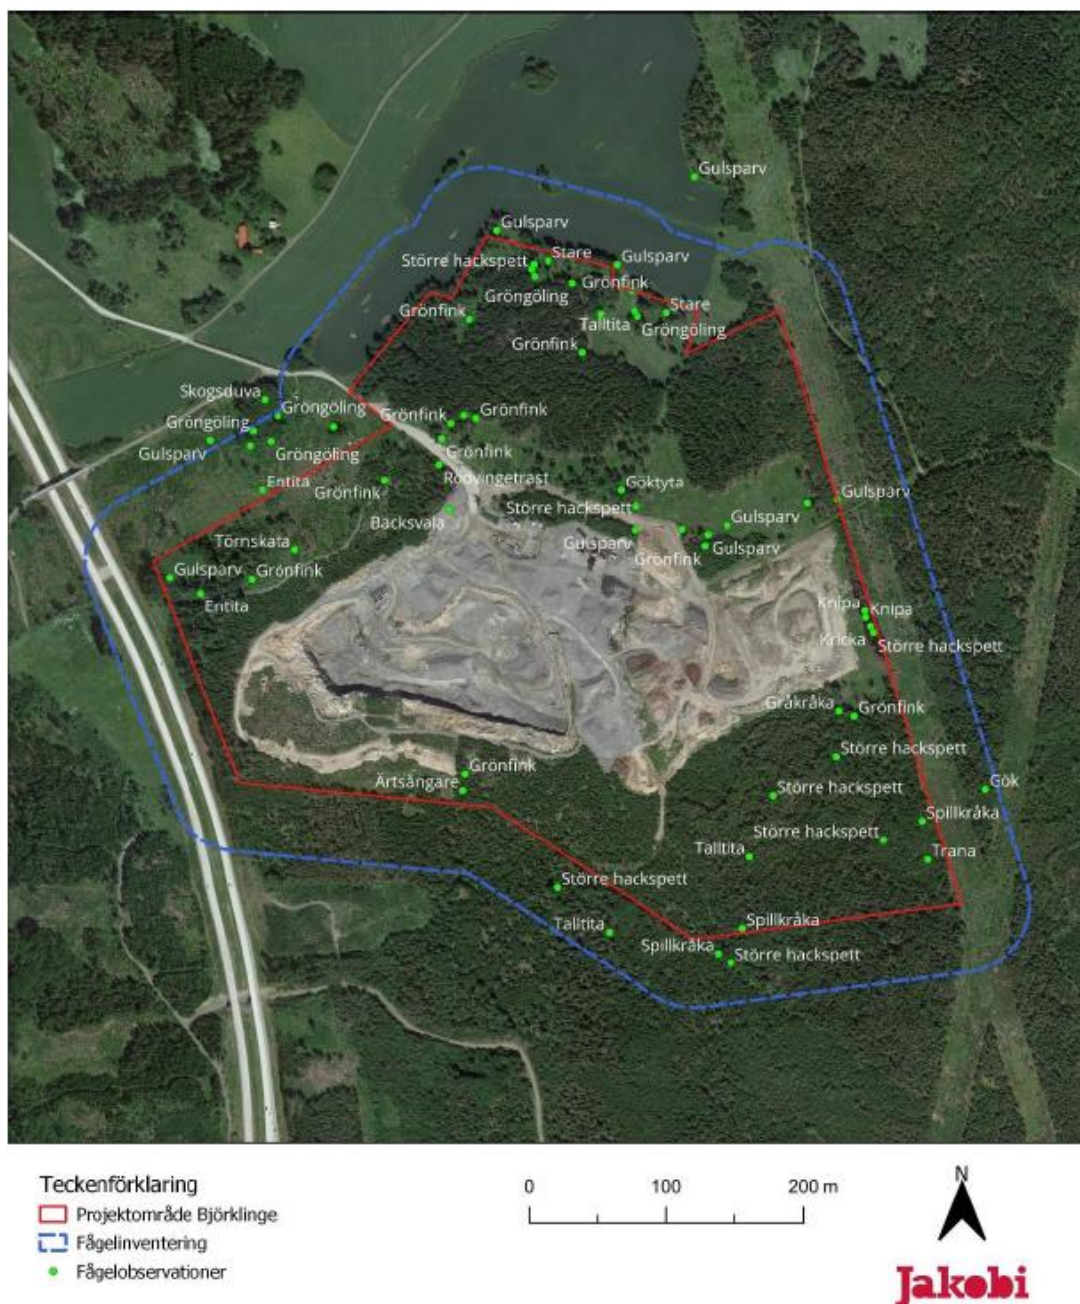 Gulsparv
Gulsparv
Större hackspett
Stare
Gulsparv
Gröngöling
Grönfink
Grönfink
Talltita
Stare
Gröngöling
Grönfink
Skogsduva
Gröngöling
Gröngöling
Grönfink
Grönfink
Gulsparv
Gröngöling
Grönfink
Entita
Grönfink
Rödvingetrast
Göktyta
Gulsparv
Backsvala
Större hackspett
Gulsparv
Gulsparv
Grönfink
Gulsparv
Törnskata
Gulsparv
Grönfink
Entita
Knipa
Knipa
Kricka
Större hackspett
Gråkråka
Grönfink
Större hackspett
Grönfink
Ärtsångare
Större hackspett
Gök
Spillkråka
Större hackspett
Talltita
Trana
Större hackspett
Talltita
Spillkråka
Spillkråka
Större hackspett
Teckenförklaring
Projektområde Björklinge
Fågelinventering
Fågelobservationer
0 100 200 m
N
Jakobi